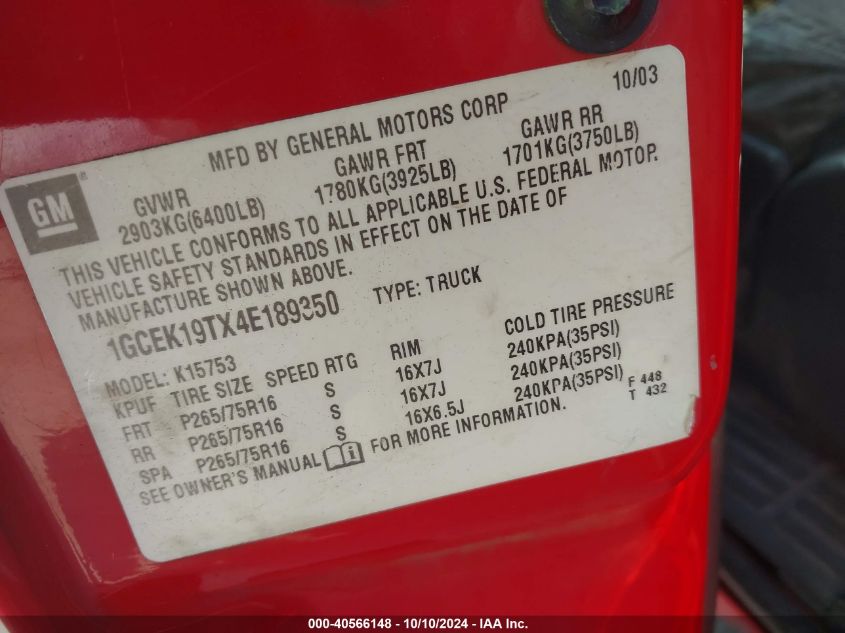 10/03
MFD BY GENERAL MOTORS CORP
GM®
GVWR GAWR FRT GAWR RR
2903KG(6400LB) 1780KG(3925LB) 1701KG(3750LB)
THIS VEHICLE CONFORMS TO ALL APPLICABLE U.S. FEDERAL MOTOR
VEHICLE SAFETY STANDARDS IN EFFECT ON THE DATE OF
MANUFACTURE SHOWN ABOVE.
1GCEK19TX4E189350 TYPE: TRUCK
MODEL: K15753
KPUF TIRE SIZE SPEED RTG RIM COLD TIRE PRESSURE
FRT P265/75R16 S 16X7J 240KPA(35PSI)
RR P265/75R16 S 16X7J 240KPA(35PSI)
SPA P265/75R16 S 16X6.5J 240KPA(35PSI)
F 448
T 432
SEE OWNER'S MANUAL FOR MORE INFORMATION.
000-40566148 - 10/10/2024 - IAA Inc.